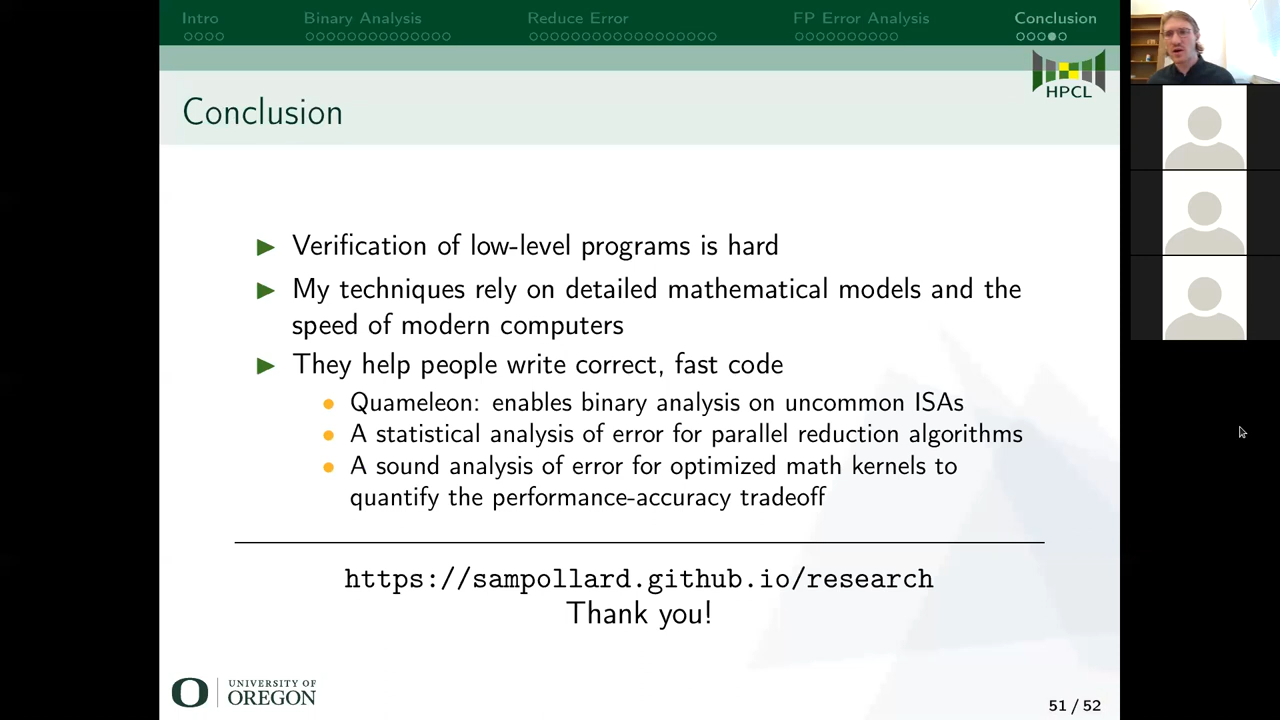 Intro Binary Analysis Reduce Error FP Error Analysis Conclusion
HPCL
Conclusion
Verification of low-level programs is hard
My techniques rely on detailed mathematical models and the
speed of modern computers
They help people write correct, fast code
Quameleon: enables binary analysis on uncommon ISAs
A statistical analysis of error for parallel reduction algorithms
A sound analysis of error for optimized math kernels to
quantify the performance-accuracy tradeoff
https://sampollard.github.io/research
Thank you!
O UNIVERSITY OF
OREGON
51 / 52